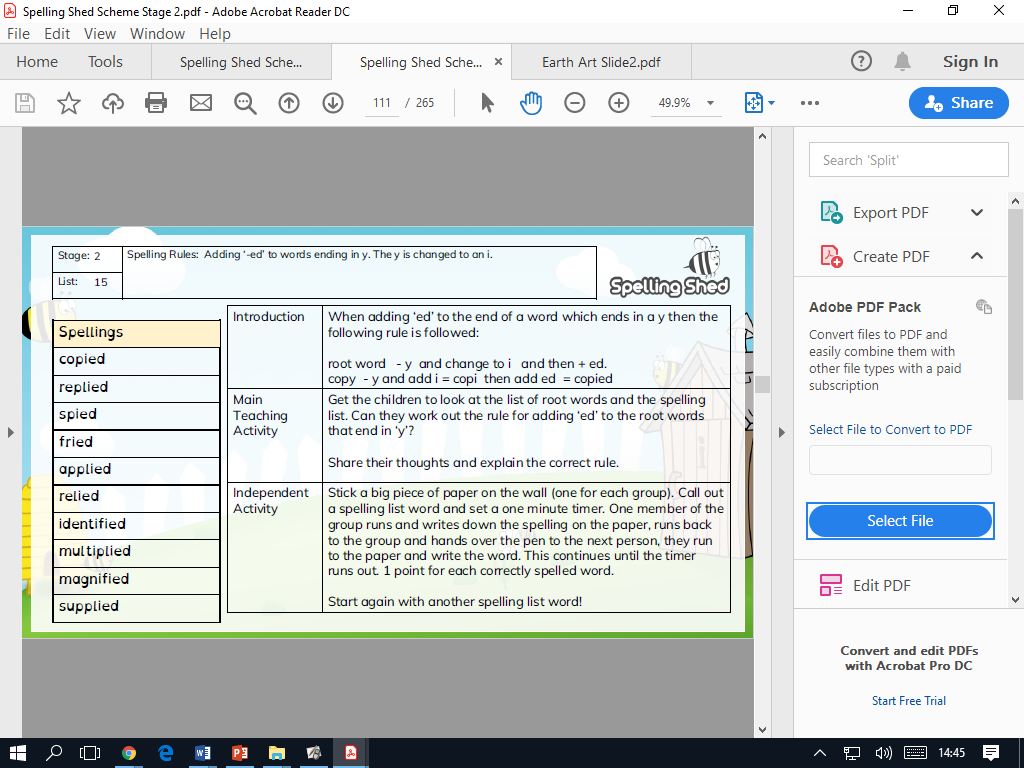 Spelling Shed Scheme Stage 2.pdf - Adobe Acrobat Reader DC
File Edit View Window Help
Home Tools Spelling Shed Sche... Spelling Shed Sche... × Earth Art Slide2.pdf Sign In
111 / 265 49.9% Share
Search 'Split'
Export PDF
Create PDF
Adobe PDF Pack
Convert files to PDF and
easily combine them with
other file types with a paid
subscription
Select File to Convert to PDF
Select File
Edit PDF
Convert and edit PDFs
with Acrobat Pro DC
Start Free Trial
Stage: 2
List: 15
Spelling Rules: Adding ‘-ed’ to words ending in y. The y is changed to an i.
Spelling Shed
Spellings
copied
replied
spied
fried
applied
relied
identified
multiplied
magnified
supplied
Introduction
When adding ‘ed’ to the end of a word which ends in a y then the
following rule is followed:
root word - y and change to i and then + ed.
copy - y and add i = copi then add ed = copied
Main
Teaching
Activity
Get the children to look at the list of root words and the spelling
list. Can they work out the rule for adding ‘ed’ to the root words
that end in ‘y’?
Share their thoughts and explain the correct rule.
Independent
Activity
Stick a big piece of paper on the wall (one for each group). Call out
a spelling list word and set a one minute timer. One member of the
group runs and writes down the spelling on the paper, runs back
to the group and hands over the pen to the next person, they run
to the paper and write the word. This continues until the timer
runs out. 1 point for each correctly spelled word.
Start again with another spelling list word!
14:45